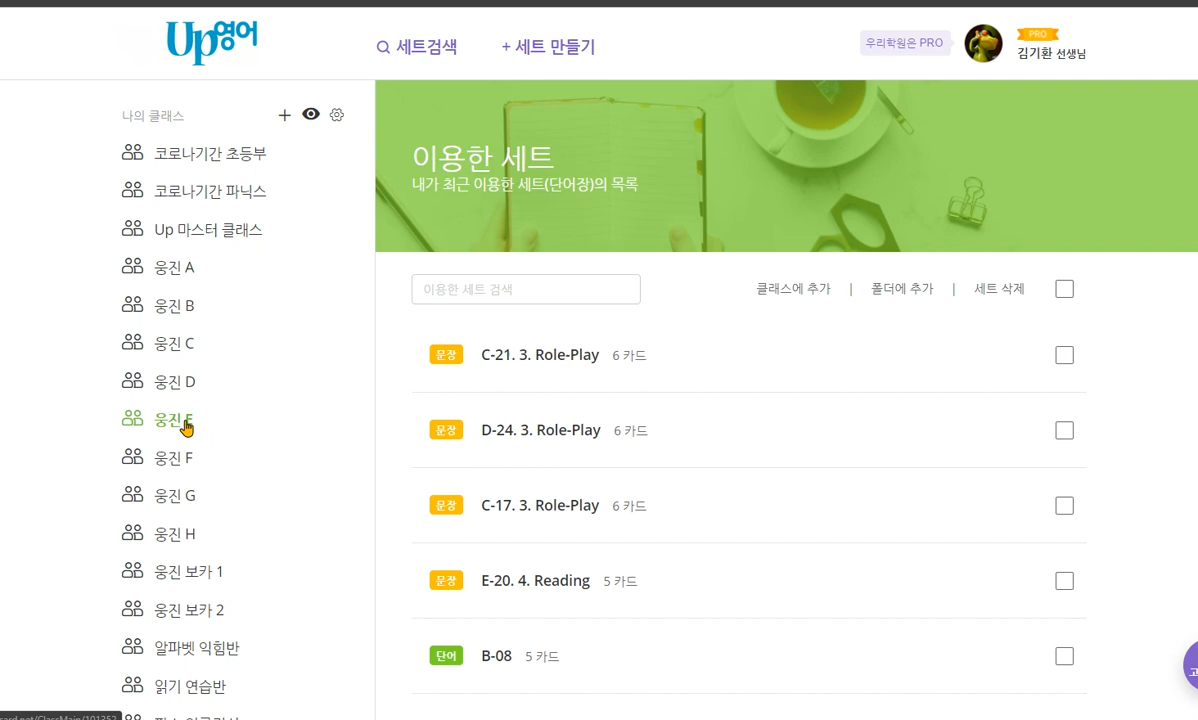 Up영어
세트검색
+ 세트 만들기
우리학원은 PRO
PRO
김기환 선생님
나의 클래스
코로나기간 초등부
코로나기간 파닉스
Up 마스터 클래스
웅진 A
웅진 B
웅진 C
웅진 D
웅진 E
웅진 F
웅진 G
웅진 H
웅진 보카 1
웅진 보카 2
알파벳 익힘반
읽기 연습반
이용한 세트
내가 최근 이용한 세트(단어장)의 목록
이용한 세트 검색
클래스에 추가 | 폴더에 추가 | 세트 삭제
문장 C-21. 3. Role-Play 6 카드
문장 D-24. 3. Role-Play 6 카드
문장 C-17. 3. Role-Play 6 카드
문장 E-20. 4. Reading 5 카드
단어 B-08 5 카드